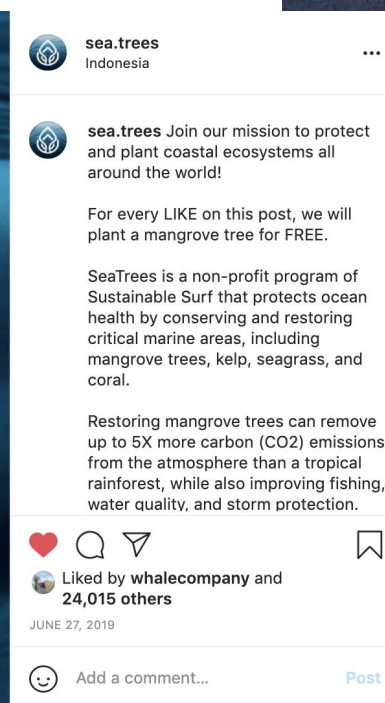 sea.trees
Indonesia
sea.trees Join our mission to protect
and plant coastal ecosystems all
around the world!
For every LIKE on this post, we will
plant a mangrove tree for FREE.
SeaTrees is a non-profit program of
Sustainable Surf that protects ocean
health by conserving and restoring
critical marine areas, including
mangrove trees, kelp, seagrass, and
coral.
Restoring mangrove trees can remove
up to 5X more carbon (CO2) emissions
from the atmosphere than a tropical
rainforest, while also improving fishing,
water quality, and storm protection.
Liked by whalecompany and
24,015 others
JUNE 27, 2019
Add a comment...
Post